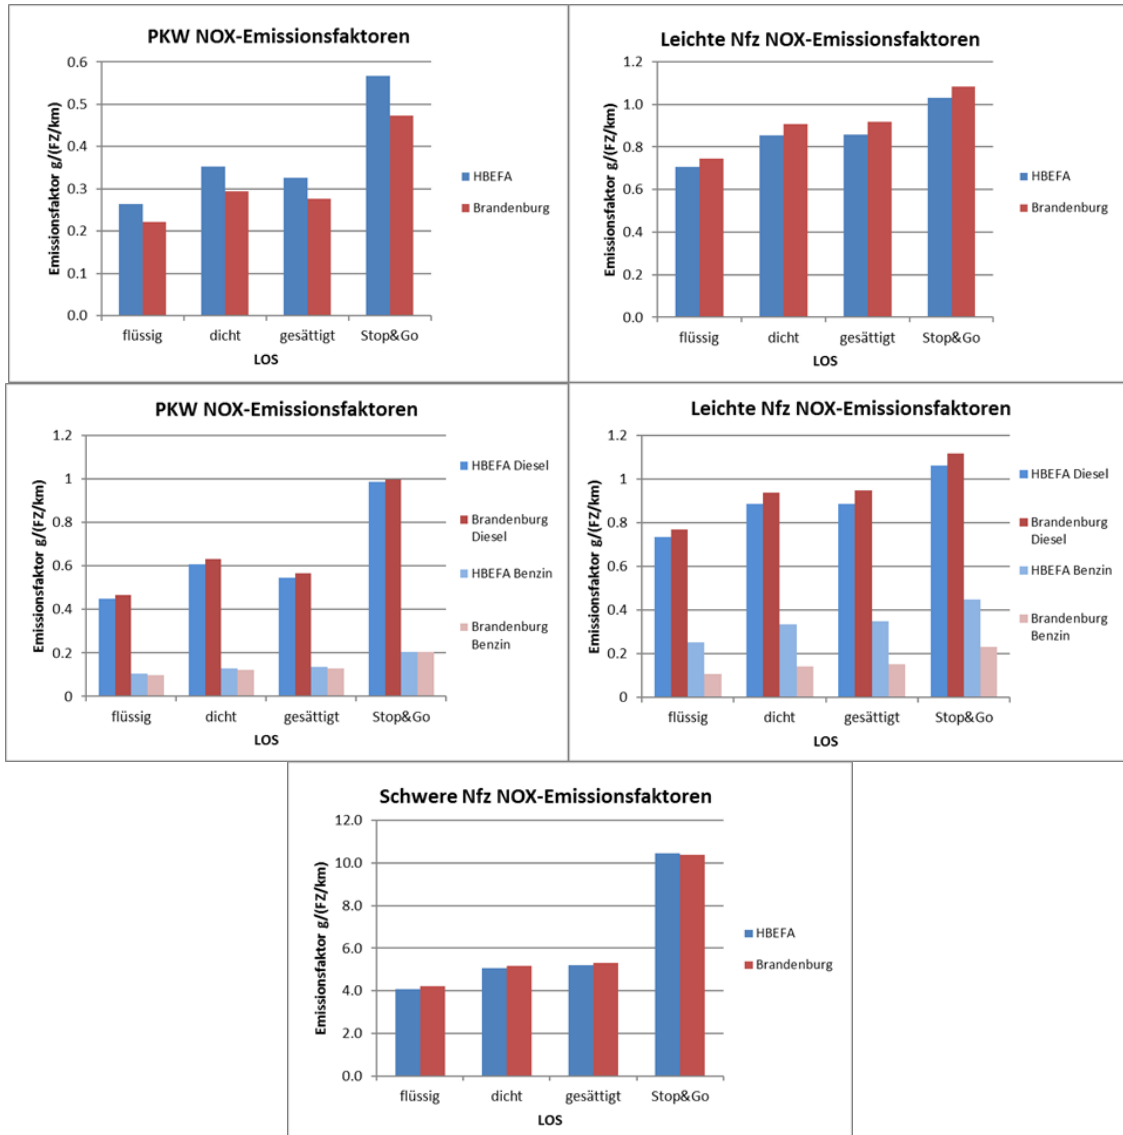 PKW NOX-Emissionsfaktoren
Emissionsfaktor g/(FZ/km)
0.6
0.5
0.4
0.3
0.2
0.1
0.0
flüssig dicht gesättigt Stop&Go
LOS
HBEFA
Brandenburg
Leichte Nfz NOX-Emissionsfaktoren
Emissionsfaktor g/(FZ/km)
1.2
1.0
0.8
0.6
0.4
0.2
0.0
flüssig dicht gesättigt Stop&Go
LOS
HBEFA
Brandenburg
PKW NOX-Emissionsfaktoren
Emissionsfaktor g/(FZ/km)
1.2
1
0.8
0.6
0.4
0.2
0
flüssig dicht gesättigt Stop&Go
LOS
HBEFA Diesel
Brandenburg
Diesel
HBEFA Benzin
Brandenburg
Benzin
Leichte Nfz NOX-Emissionsfaktoren
Emissionsfaktor g/(FZ/km)
1.2
1
0.8
0.6
0.4
0.2
0
flüssig dicht gesättigt Stop&Go
LOS
HBEFA Diesel
Brandenburg
Diesel
HBEFA Benzin
Brandenburg
Benzin
Schwere Nfz NOX-Emissionsfaktoren
Emissionsfaktor g/(FZ/km)
12.0
10.0
8.0
6.0
4.0
2.0
0.0
flüssig dicht gesättigt Stop&Go
LOS
HBEFA
Brandenburg